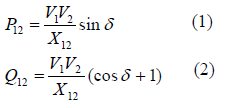 P₁₂ = V₁V₂/X₁₂ sin δ (1)
Q₁₂ = V₁V₂/X₁₂ (cos δ + 1) (2)